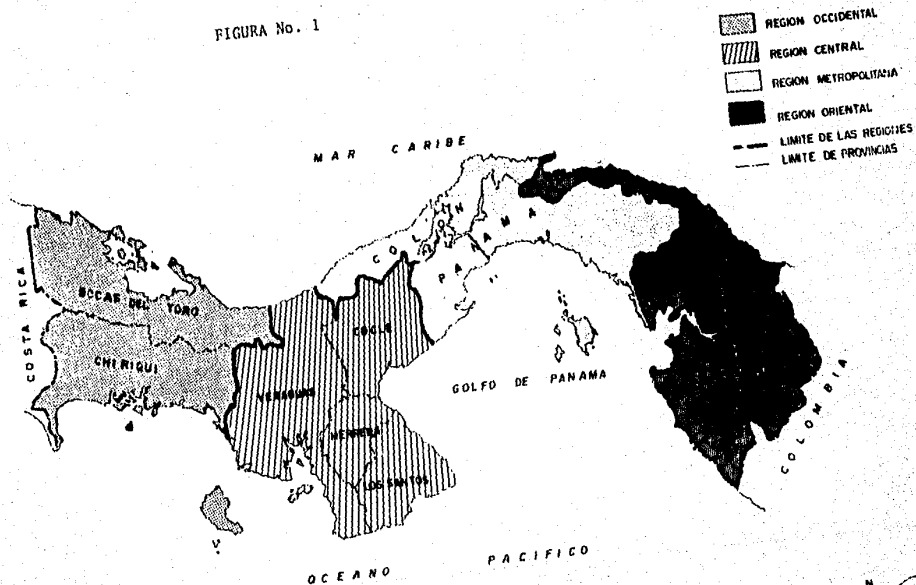 FIGURA No. 1
REGION OCCIDENTAL
REGION CENTRAL
REGION METROPOLITANA
REGION ORIENTAL
LIMITE DE LAS REGIONES
LIMITE DE PROVINCIAS
MAR CARIBE
COLON
PANAMA
COSTA RICA
BOCAS DEL TORO
CHIRIQUI
VERAGUAS
COCLE
HERRERA
LOS SANTOS
GOLFO DE PANAMA
COLOMBIA
OCEANO PACIFICO
N